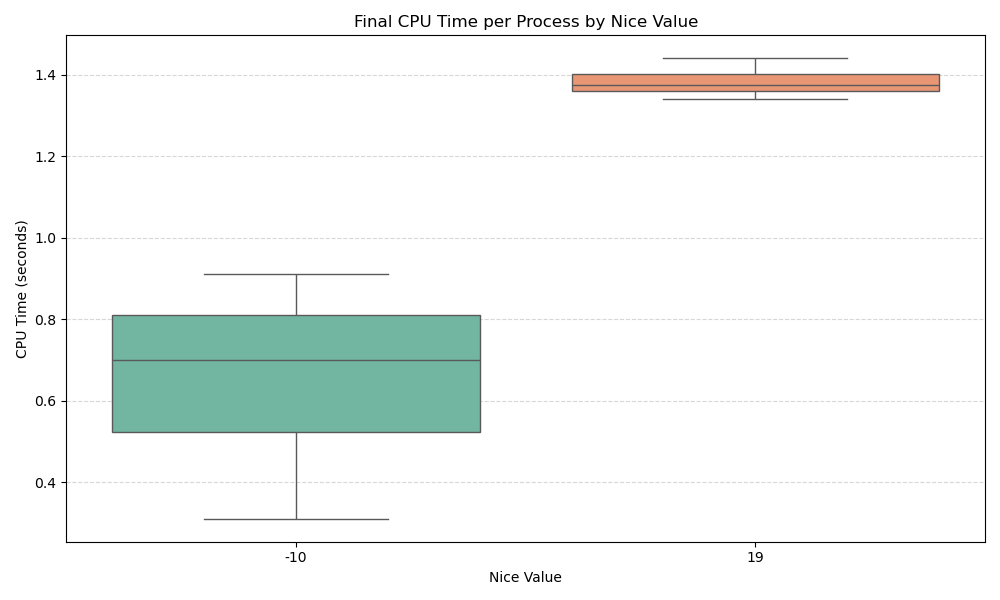 Final CPU Time per Process by Nice Value
CPU Time (seconds)
1.4
1.2
1.0
0.8
0.6
0.4
-10
19
Nice Value